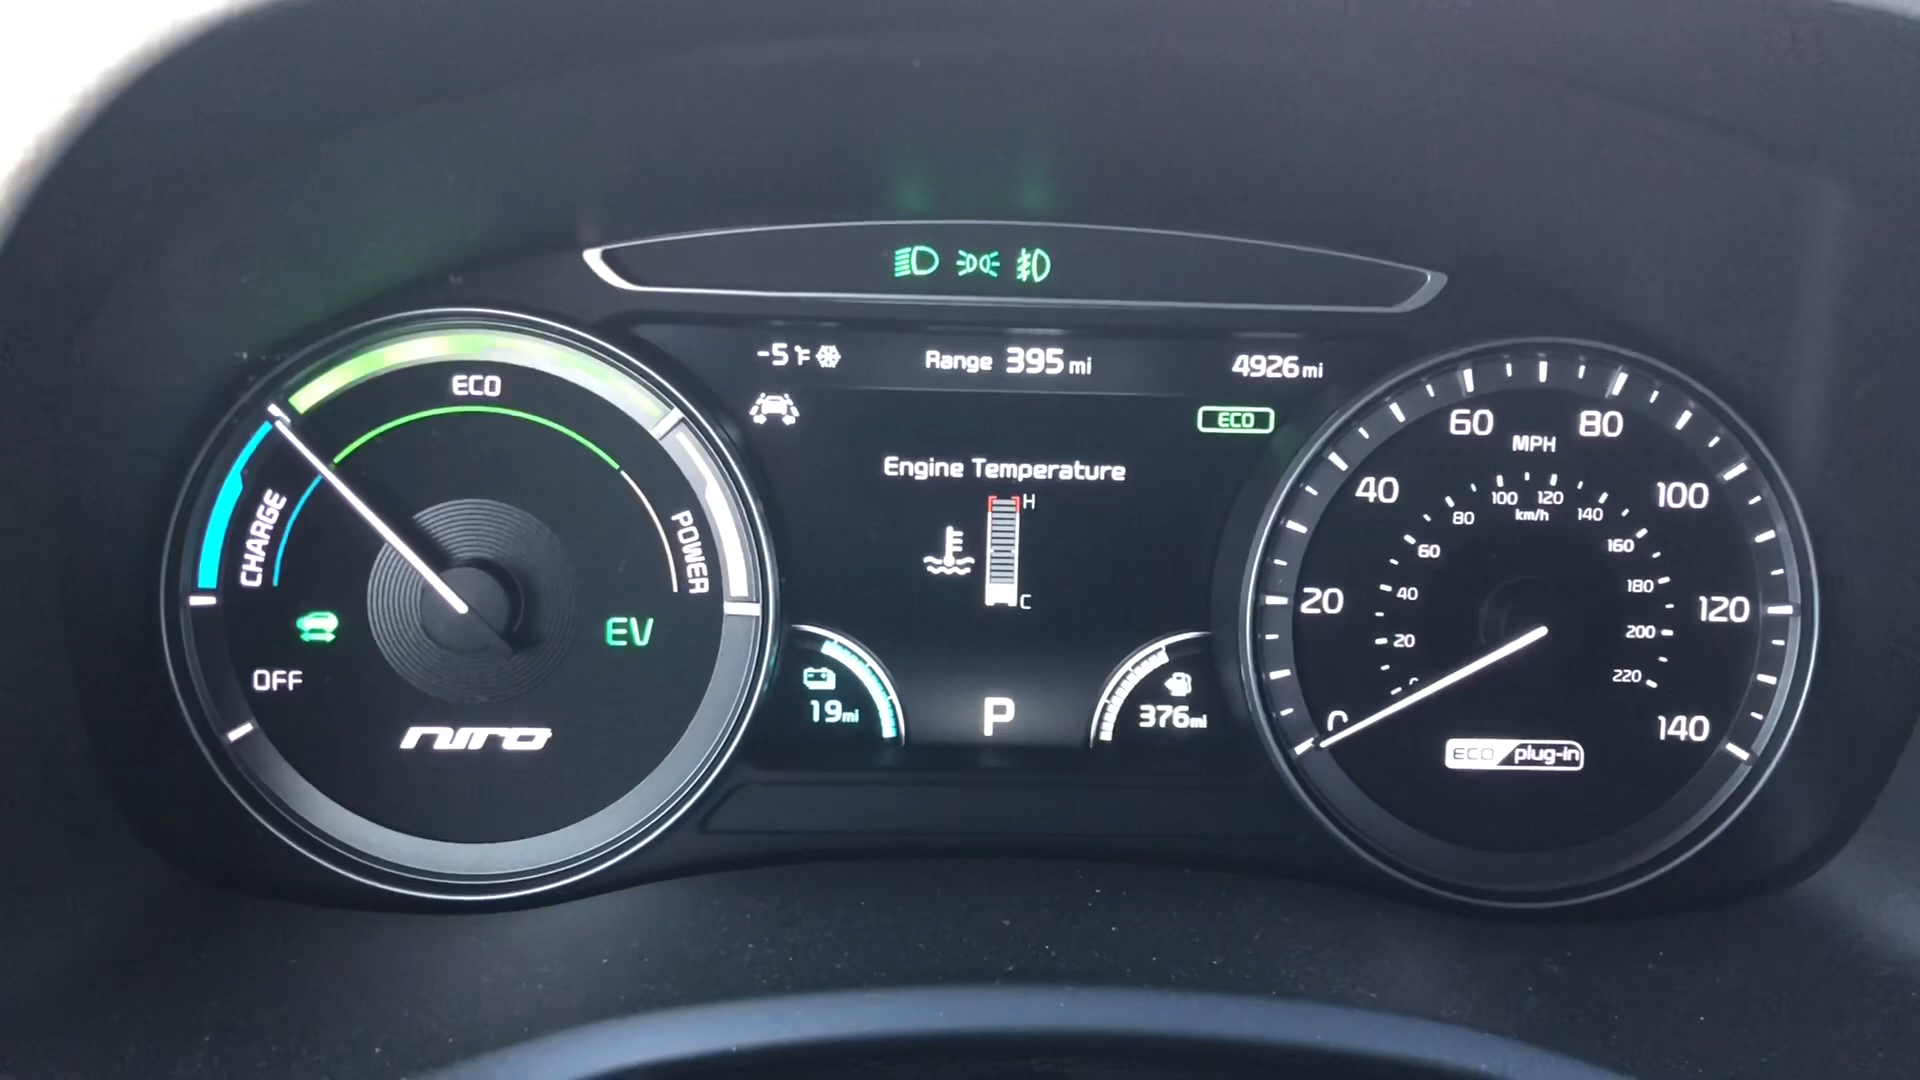 -5°F Range 395 mi 4926 mi
ECO
ECO
CHARGE
POWER
OFF
EV
niro
Engine Temperature
H
C
19mi
P
376mi
0 20 40 60 80 100 120 140
MPH
0 20 40 60 80 100 120 140 160 180 200 220
km/h
ECO plug-in